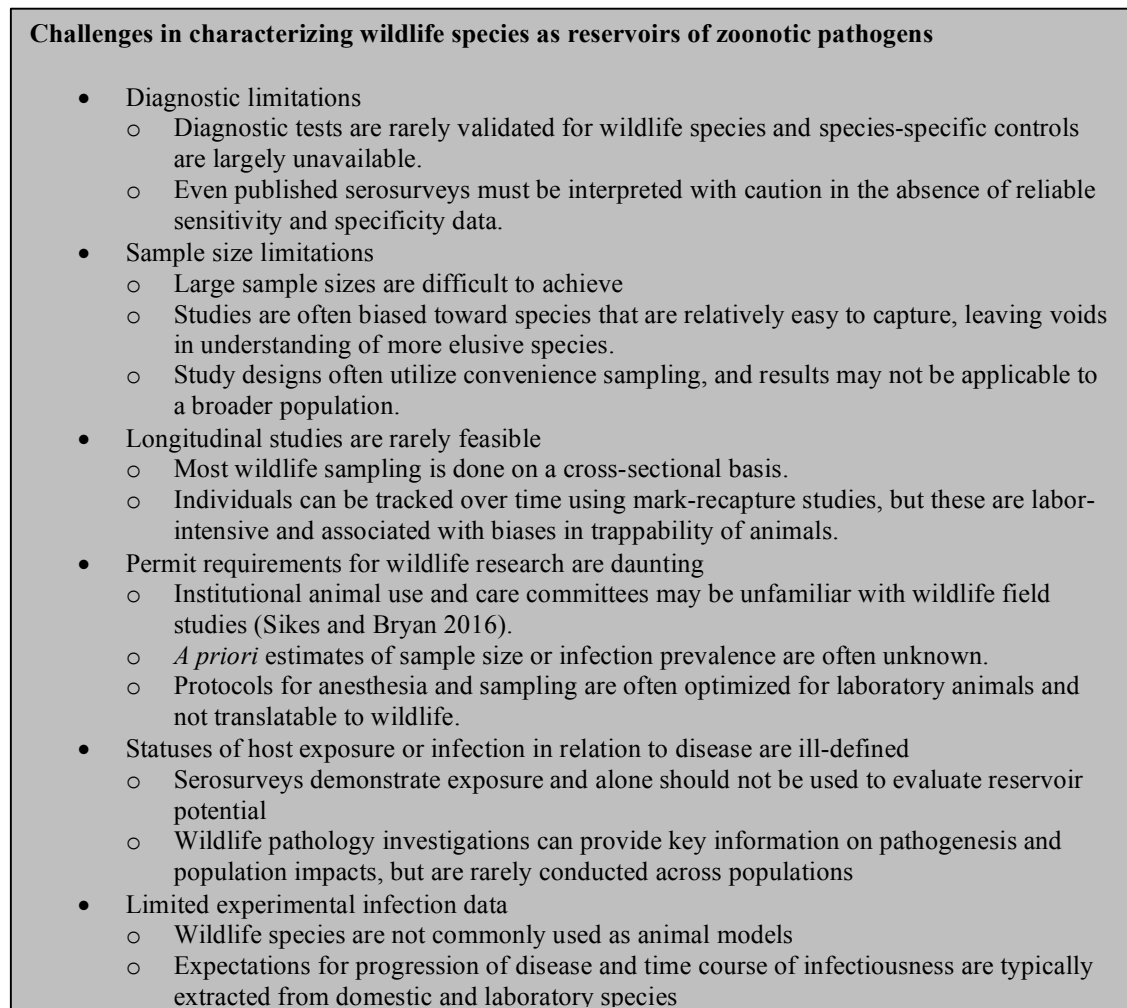 Challenges in characterizing wildlife species as reservoirs of zoonotic pathogens
• Diagnostic limitations
o Diagnostic tests are rarely validated for wildlife species and species-specific controls
are largely unavailable.
o Even published serosurveys must be interpreted with caution in the absence of reliable
sensitivity and specificity data.
• Sample size limitations
o Large sample sizes are difficult to achieve
o Studies are often biased toward species that are relatively easy to capture, leaving voids
in understanding of more elusive species.
o Study designs often utilize convenience sampling, and results may not be applicable to
a broader population.
• Longitudinal studies are rarely feasible
o Most wildlife sampling is done on a cross-sectional basis.
o Individuals can be tracked over time using mark-recapture studies, but these are labor-
intensive and associated with biases in trappability of animals.
• Permit requirements for wildlife research are daunting
o Institutional animal use and care committees may be unfamiliar with wildlife field
studies (Sikes and Bryan 2016).
o A priori estimates of sample size or infection prevalence are often unknown.
o Protocols for anesthesia and sampling are often optimized for laboratory animals and
not translatable to wildlife.
• Statuses of host exposure or infection in relation to disease are ill-defined
o Serosurveys demonstrate exposure and alone should not be used to evaluate reservoir
potential
o Wildlife pathology investigations can provide key information on pathogenesis and
population impacts, but are rarely conducted across populations
• Limited experimental infection data
o Wildlife species are not commonly used as animal models
o Expectations for progression of disease and time course of infectiousness are typically
extracted from domestic and laboratory species